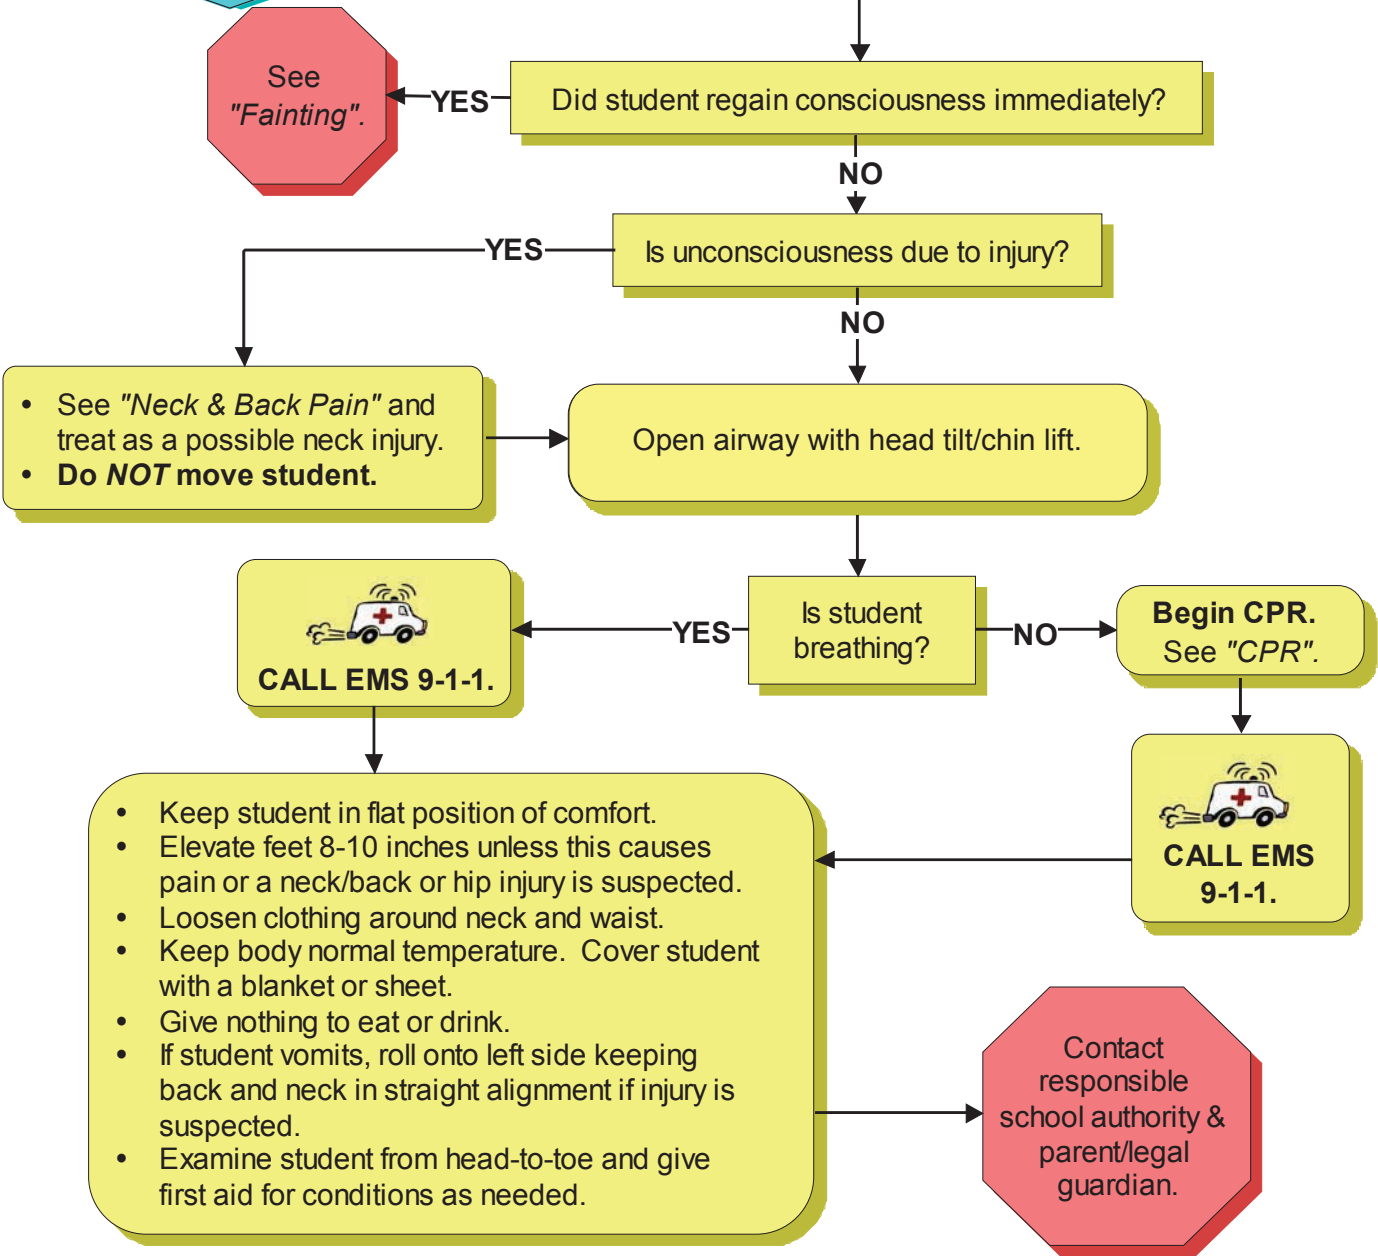 See
"Fainting".
YES
Did student regain consciousness immediately?
NO
YES
Is unconsciousness due to injury?
NO
• See "Neck & Back Pain" and
treat as a possible neck injury.
• Do NOT move student.
Open airway with head tilt/chin lift.
CALL EMS 9-1-1.
YES
Is student
breathing?
NO
Begin CPR.
See "CPR".
CALL EMS
9-1-1.
• Keep student in flat position of comfort.
• Elevate feet 8-10 inches unless this causes
pain or a neck/back or hip injury is suspected.
• Loosen clothing around neck and waist.
• Keep body normal temperature. Cover student
with a blanket or sheet.
• Give nothing to eat or drink.
• If student vomits, roll onto left side keeping
back and neck in straight alignment if injury is
suspected.
• Examine student from head-to-toe and give
first aid for conditions as needed.
Contact
responsible
school authority &
parent/legal
guardian.